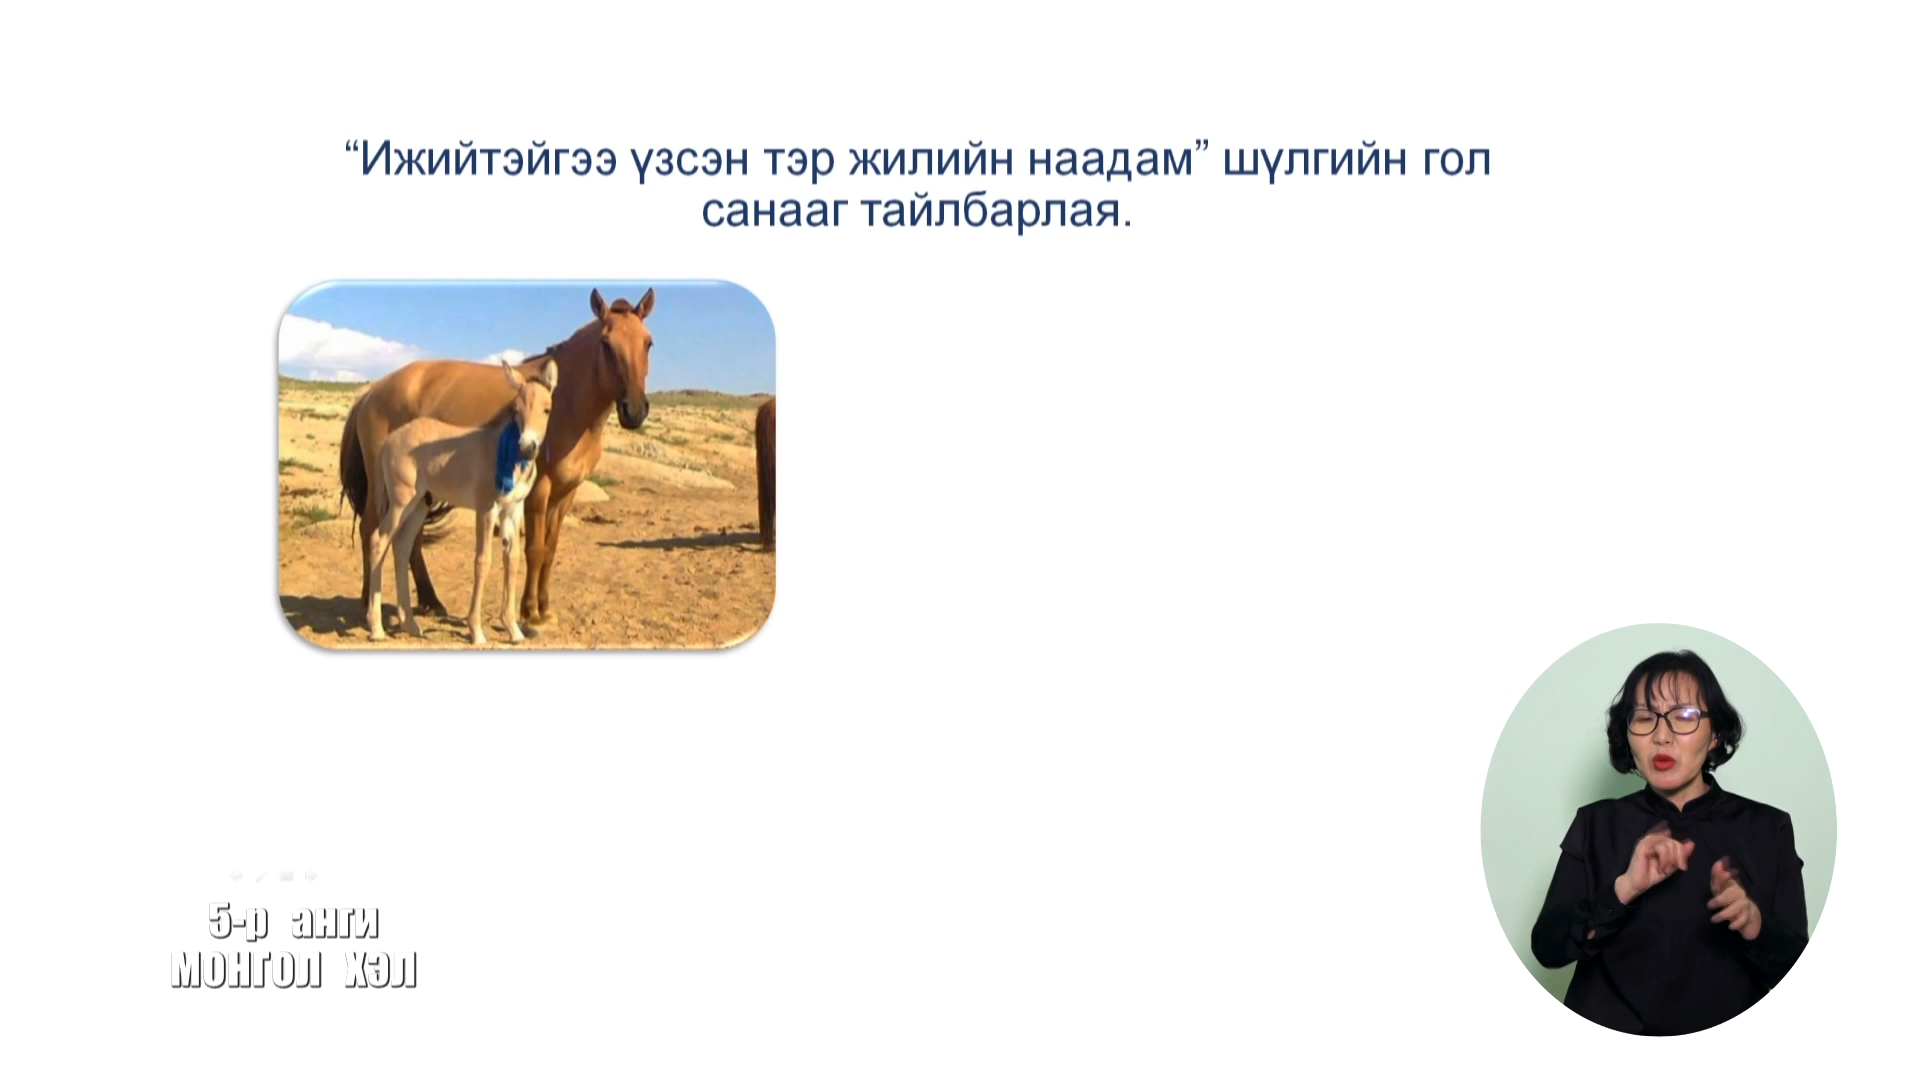 “Ижийтэйгээ үзсэн тэр жилийн наадам” шүлгийн гол
санааг тайлбарлая.
5-р анги
МОНГОЛ ХЭЛ